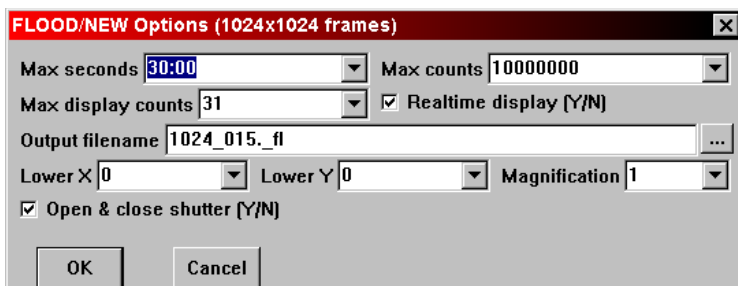 FLOOD/NEW Options (1024x1024 frames)
Max seconds 30:00 Max counts 10000000
Max display counts 31 Realtime display (Y/N)
Output filename 1024_015._fl ...
Lower X 0 Lower Y 0 Magnification 1
Open & close shutter (Y/N)
OK Cancel